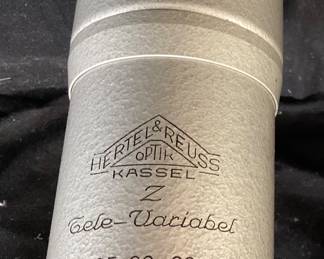 HERTEL & REUSS
OPTIK
KASSEL
Z
Tele-Variabel